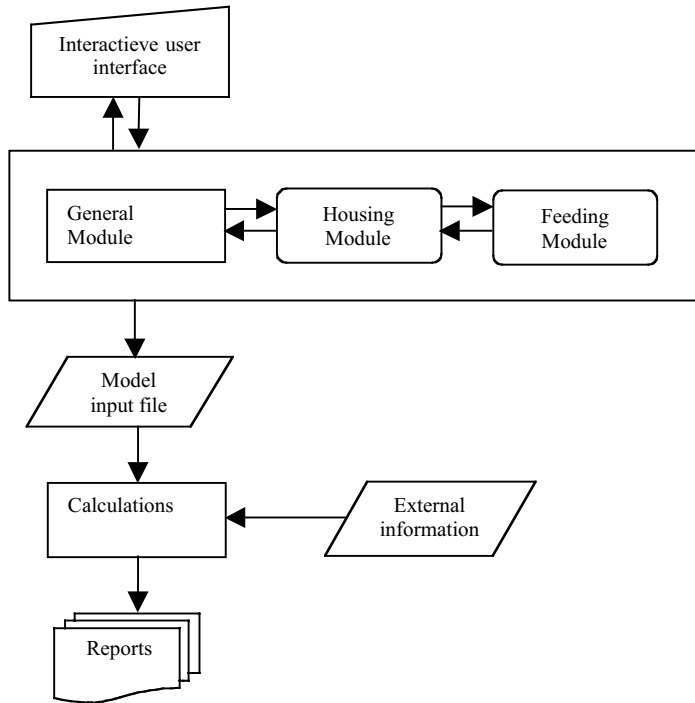 Interactieve user
interface
General
Module
Housing
Module
Feeding
Module
Model
input file
Calculations
External
information
Reports